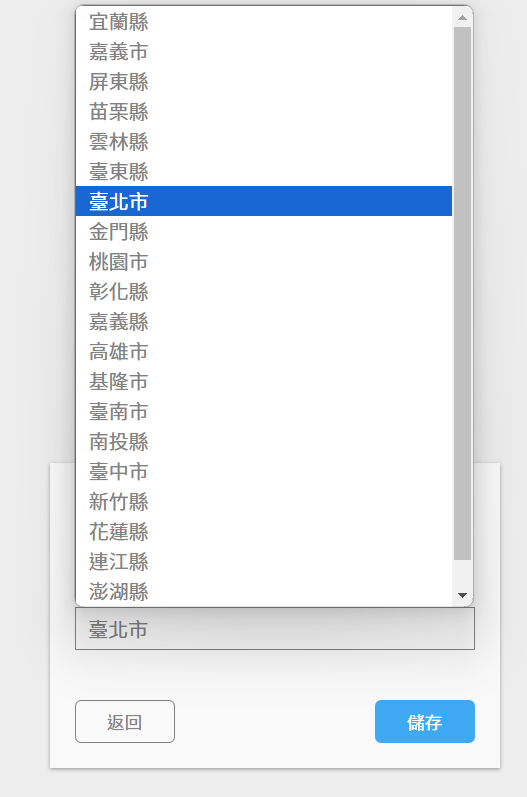 宜蘭縣
嘉義市
屏東縣
苗栗縣
雲林縣
臺東縣
臺北市
金門縣
桃園市
彰化縣
嘉義縣
高雄市
基隆市
臺南市
南投縣
臺中市
新竹縣
花蓮縣
連江縣
澎湖縣
臺北市
返回
儲存